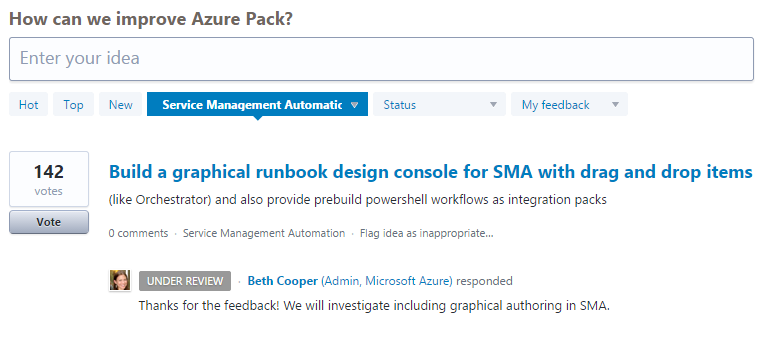 How can we improve Azure Pack?
Enter your idea
Hot Top New Service Management Automatic Status My feedback
142
votes
Vote
Build a graphical runbook design console for SMA with drag and drop items
(like Orchestrator) and also provide prebuild powershell workflows as integration packs
0 comments · Service Management Automation · Flag idea as inappropriate...
UNDER REVIEW · Beth Cooper (Admin, Microsoft Azure) responded
Thanks for the feedback! We will investigate including graphical authoring in SMA.